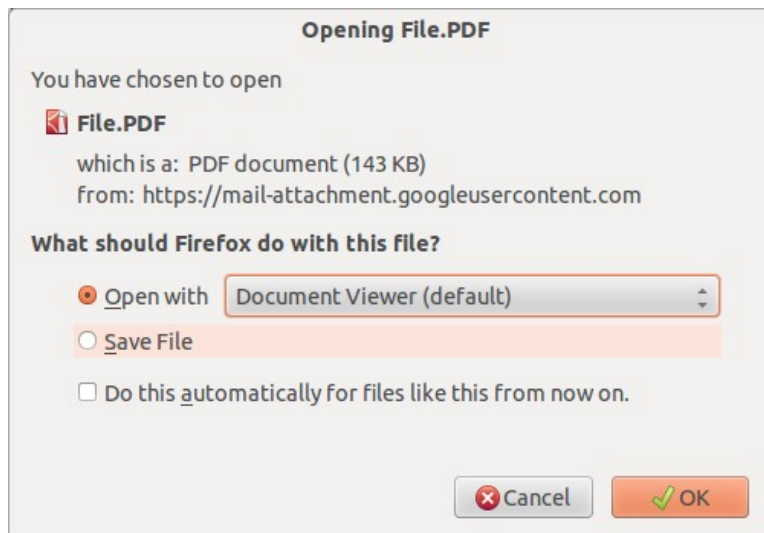 Opening File.PDF
You have chosen to open
File.PDF
which is a: PDF document (143 KB)
from: https://mail-attachment.googleusercontent.com
What should Firefox do with this file?
Open with Document Viewer (default)
Save File
Do this automatically for files like this from now on.
Cancel OK